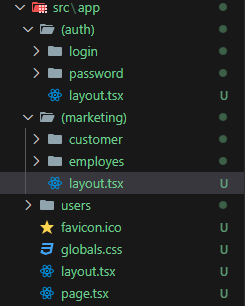 src\app
(auth)
login
password
layout.tsx U
(marketing)
customer
employes
layout.tsx U
users
favicon.ico U
globals.css U
layout.tsx U
page.tsx U